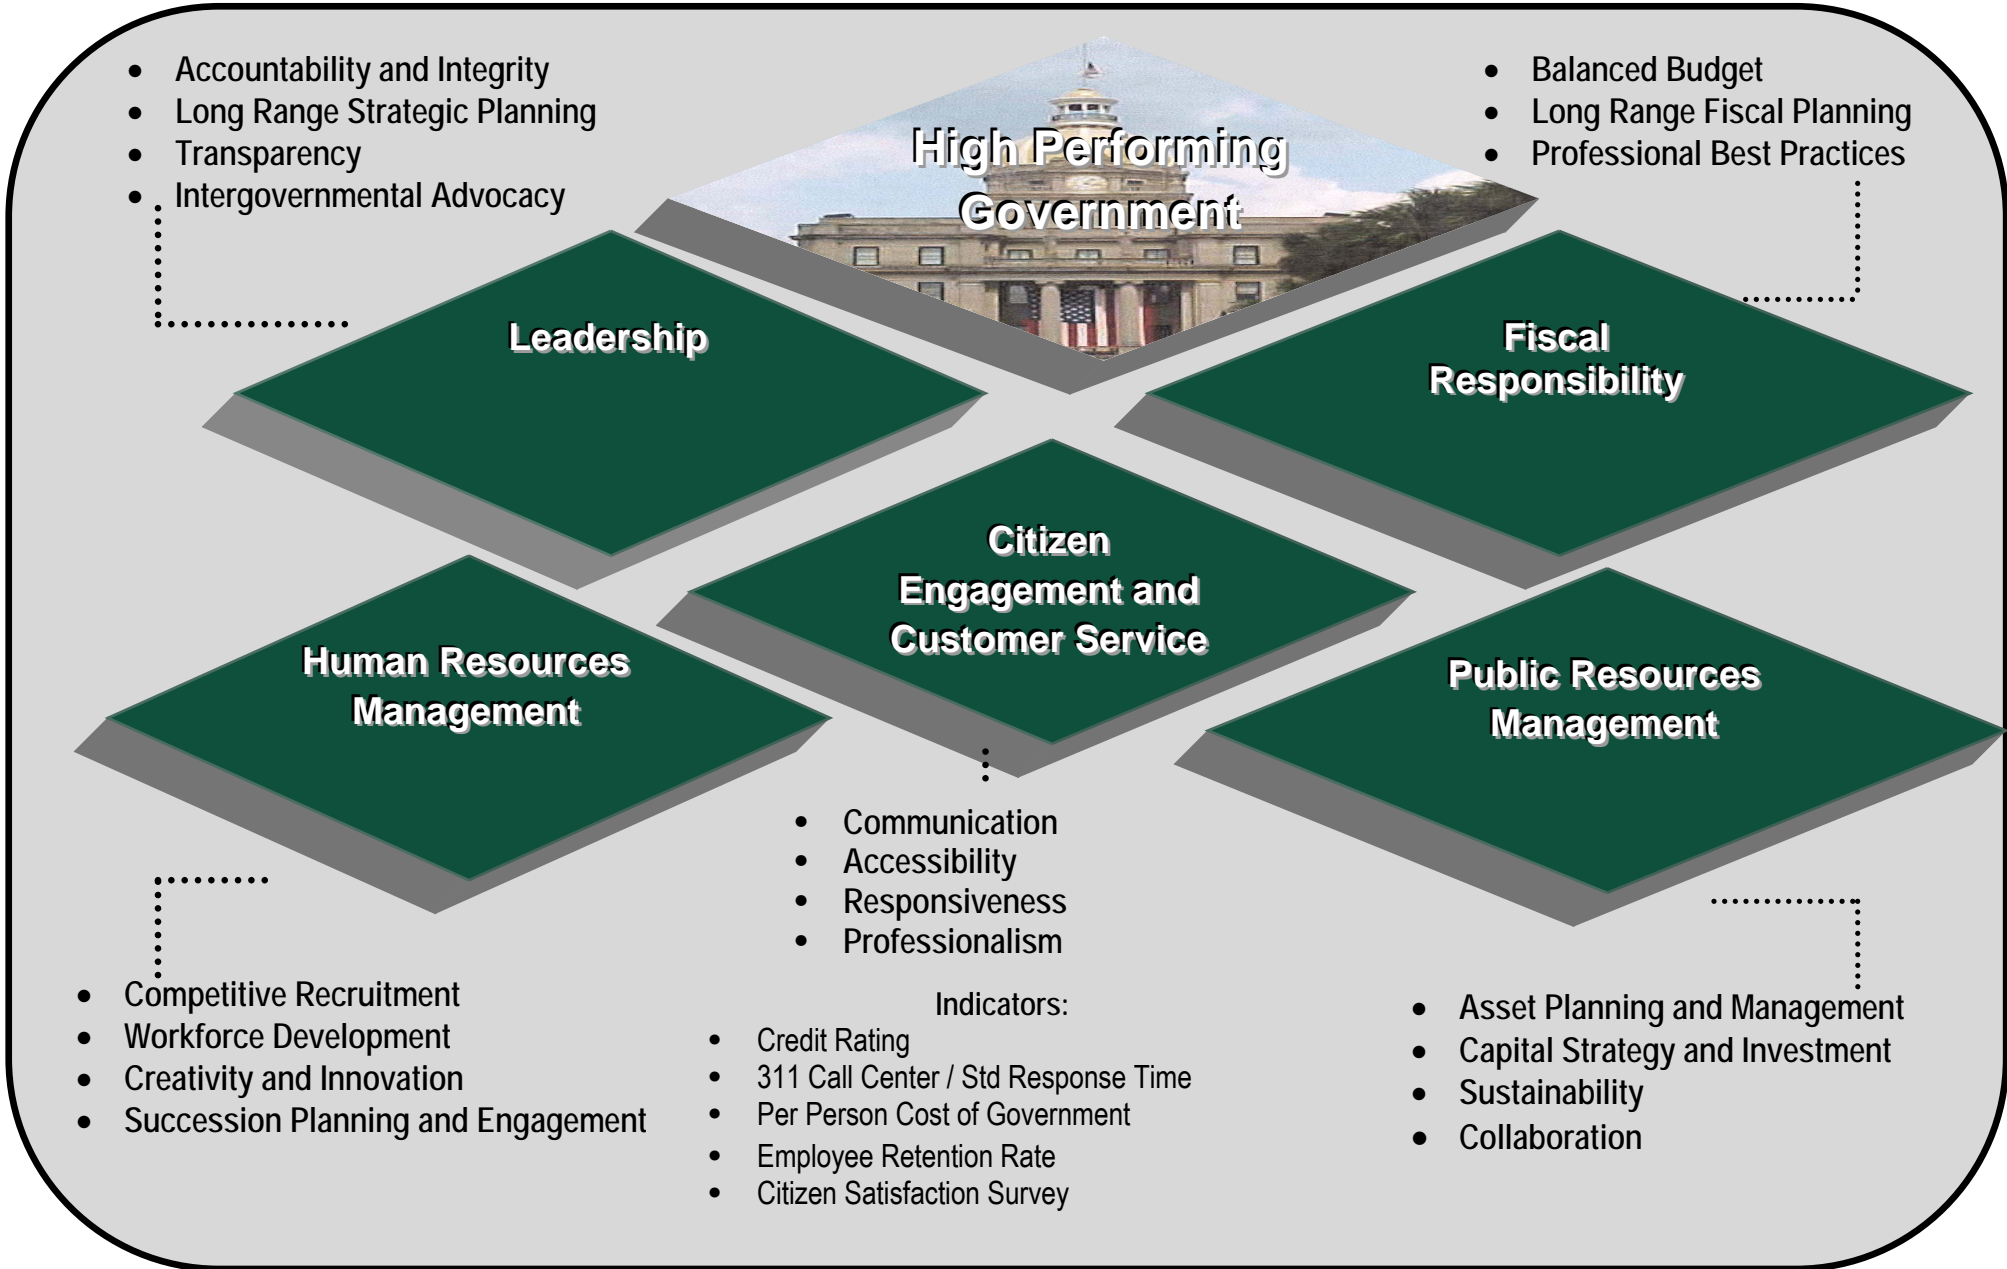 • Accountability and Integrity
• Long Range Strategic Planning
• Transparency
• Intergovernmental Advocacy
High Performing
Government
• Balanced Budget
• Long Range Fiscal Planning
• Professional Best Practices
Leadership
Fiscal
Responsibility
Citizen
Engagement and
Customer Service
Human Resources
Management
Public Resources
Management
• Communication
• Accessibility
• Responsiveness
• Professionalism
• Competitive Recruitment
• Workforce Development
• Creativity and Innovation
• Succession Planning and Engagement
Indicators:
• Credit Rating
• 311 Call Center / Std Response Time
• Per Person Cost of Government
• Employee Retention Rate
• Citizen Satisfaction Survey
• Asset Planning and Management
• Capital Strategy and Investment
• Sustainability
• Collaboration